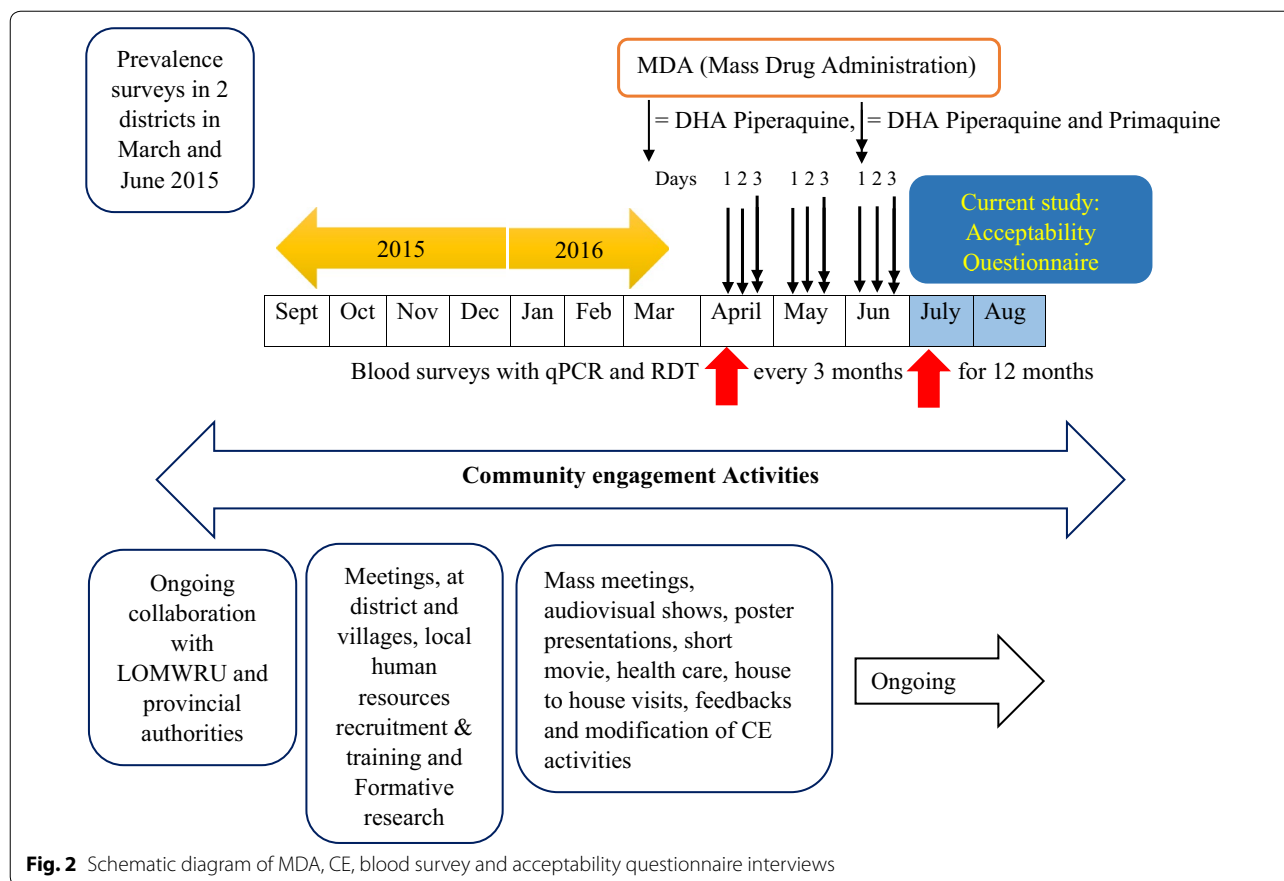 Prevalence
surveys in 2
districts in
March and
June 2015
MDA (Mass Drug Administration)
= DHA Piperaquine, = DHA Piperaquine and Primaquine
Days 1 2 3 1 2 3 1 2 3
Current study:
Acceptability
Questionnaire
2015 2016
Sept Oct Nov Dec Jan Feb Mar April May Jun July Aug
Blood surveys with qPCR and RDT every 3 months for 12 months
Community engagement Activities
Ongoing
collaboration
with
LOMWRU and
provincial
authorities
Meetings, at
district and
villages, local
human
resources
recruitment &
training and
Formative
research
Mass meetings,
audiovisual shows, poster
presentations, short
movie, health care, house
to house visits, feedbacks
and modification of CE
activities
Ongoing
Fig. 2 Schematic diagram of MDA, CE, blood survey and acceptability questionnaire interviews